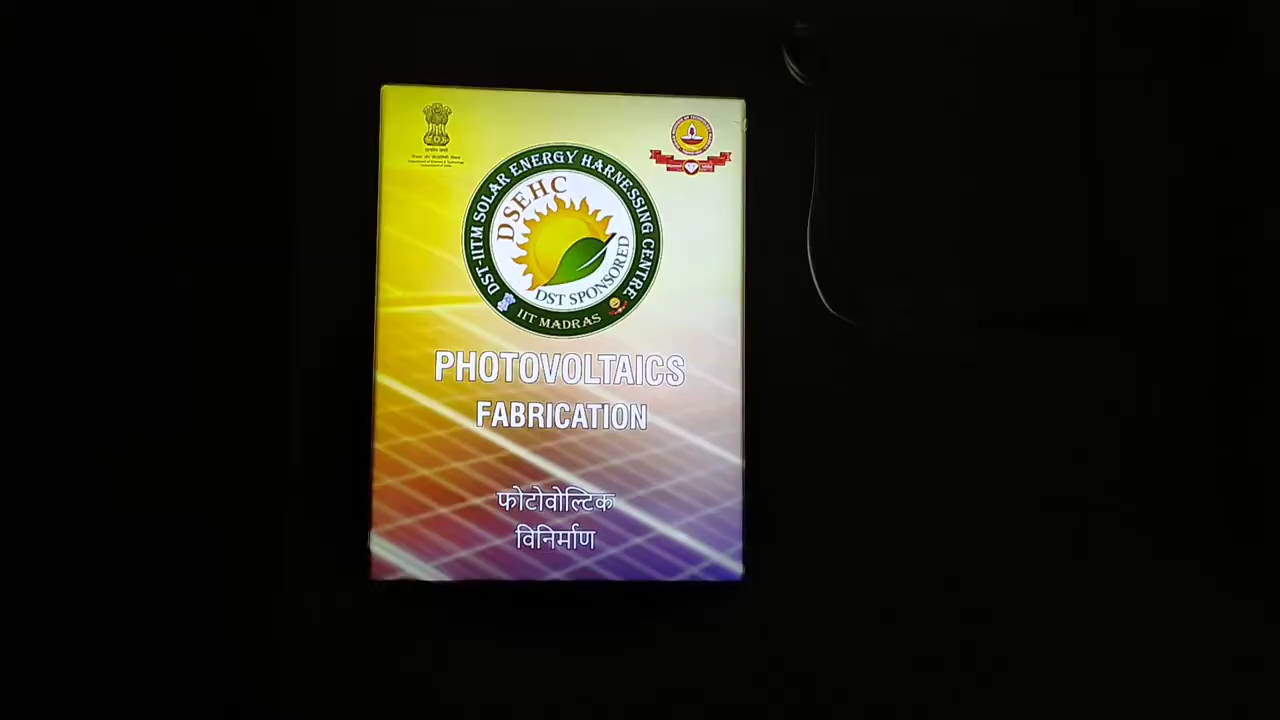 DST-IITM SOLAR ENERGY HARNESSING CENTRE
DSEHC
DST SPONSORED
IIT MADRAS
PHOTOVOLTAICS
FABRICATION
फोटोवोल्टिक
विनिर्माण